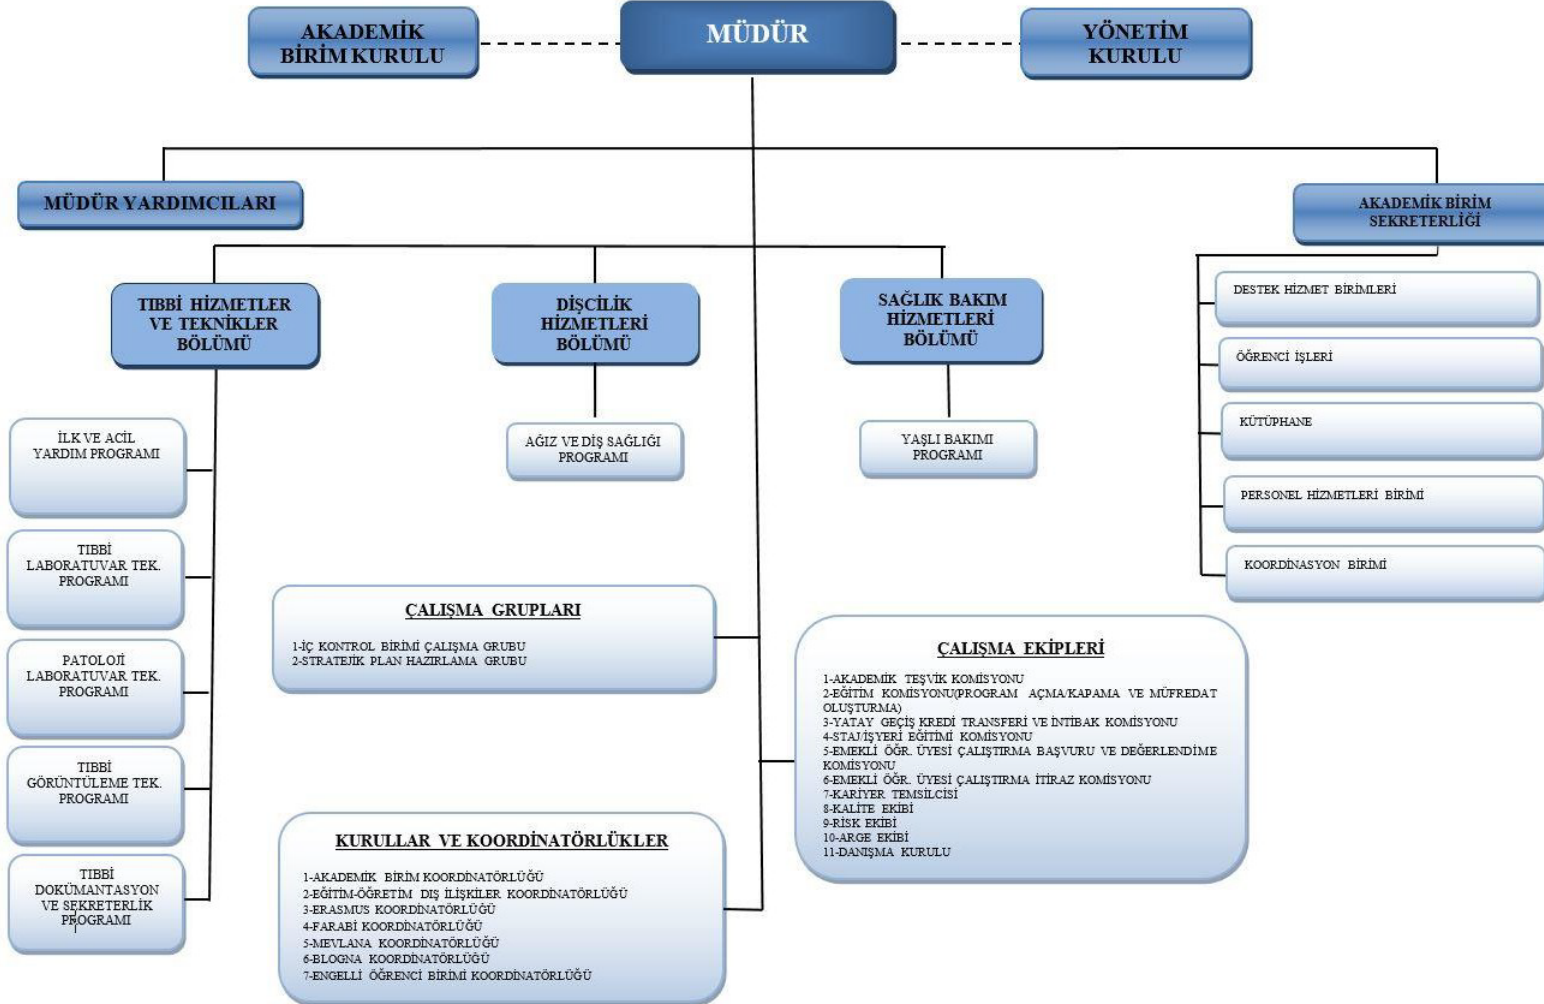 AKADEMİK
BİRİM KURULU
MÜDÜR
YÖNETİM
KURULU
MÜDÜR YARDIMCILARI
AKADEMİK BİRİM
SEKRETERLİĞİ
TIBBİ HİZMETLER
VE TEKNİKLER
BÖLÜMÜ
DİŞCİLİK
HİZMETLERİ
BÖLÜMÜ
SAĞLIK BAKIM
HİZMETLERİ
BÖLÜMÜ
DESTEK HİZMET BİRİMLERİ
ÖĞRENCİ İŞLERİ
KÜTÜPHANE
PERSONEL HİZMETLERİ BİRİMİ
KOORDİNASYON BİRİMİ
İLK VE ACİL
YARDIM PROGRAMI
AĞIZ VE DİŞ SAĞLIĞI
PROGRAMI
YAŞLI BAKIMI
PROGRAMI
TIBBİ
LABORATUVAR TEK.
PROGRAMI
PATOLOJİ
LABORATUVAR TEK.
PROGRAMI
TIBBİ
GÖRÜNTÜLEME TEK.
PROGRAMI
TIBBİ
DOKÜMANTASYON
VE SEKRETERLİK
PROGRAMI
ÇALIŞMA GRUPLARI
1-İÇ KONTROL BİRİMİ ÇALIŞMA GRUBU
2-STRATEJİK PLAN HAZIRLAMA GRUBU
ÇALIŞMA EKİPLERİ
1-AKADEMİK TEŞVİK KOMİSYONU
2-EĞİTİM KOMİSYONU(PROGRAM AÇMA/KAPAMA VE MÜFREDAT
OLUŞTURMA)
3-YATAY GEÇİŞ KREDİ TRANSFERİ VE İNTİBAK KOMİSYONU
4-STAJ/İŞYERİ EĞİTİMİ KOMİSYONU
5-EMEKLİ ÖĞR. ÜYESİ ÇALIŞTIRMA BAŞVURU VE DEĞERLENDİME
KOMİSYONU
6-EMEKLİ ÖĞR. ÜYESİ ÇALIŞTIRMA İTİRAZ KOMİSYONU
7-KARİYER TEMSİLCİSİ
8-KALİTE EKİBİ
9-RİSK EKİBİ
10-ARGE EKİBİ
11-DANIŞMA KURULU
KURULLAR VE KOORDİNATÖRLÜKLER
1-AKADEMİK BİRİM KOORDİNATÖRLÜĞÜ
2-EĞİTİM-ÖĞRETİM DIŞ İLİŞKİLER KOORDİNATÖRLÜĞÜ
3-ERASMUS KOORDİNATÖRLÜĞÜ
4-FARABİ KOORDİNATÖRLÜĞÜ
5-MEVLANA KOORDİNATÖRLÜĞÜ
6-BLOGNA KOORDİNATÖRLÜĞÜ
7-ENGELLİ ÖĞRENCİ BİRİMİ KOORDİNATÖRLÜĞÜ